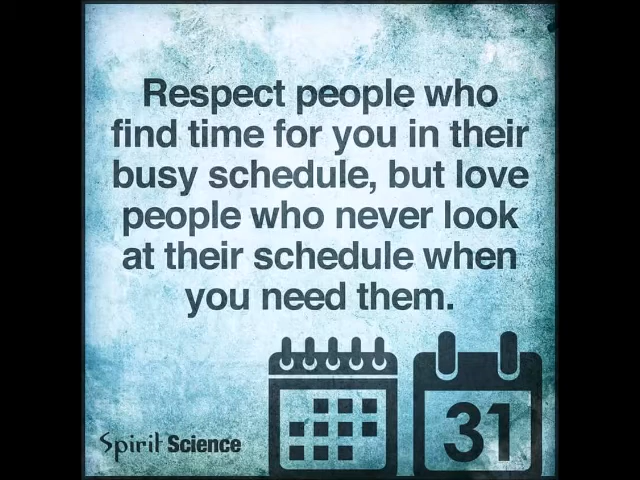 Respect people who
find time for you in their
busy schedule, but love
people who never look
at their schedule when
you need them.
31
Spirit Science